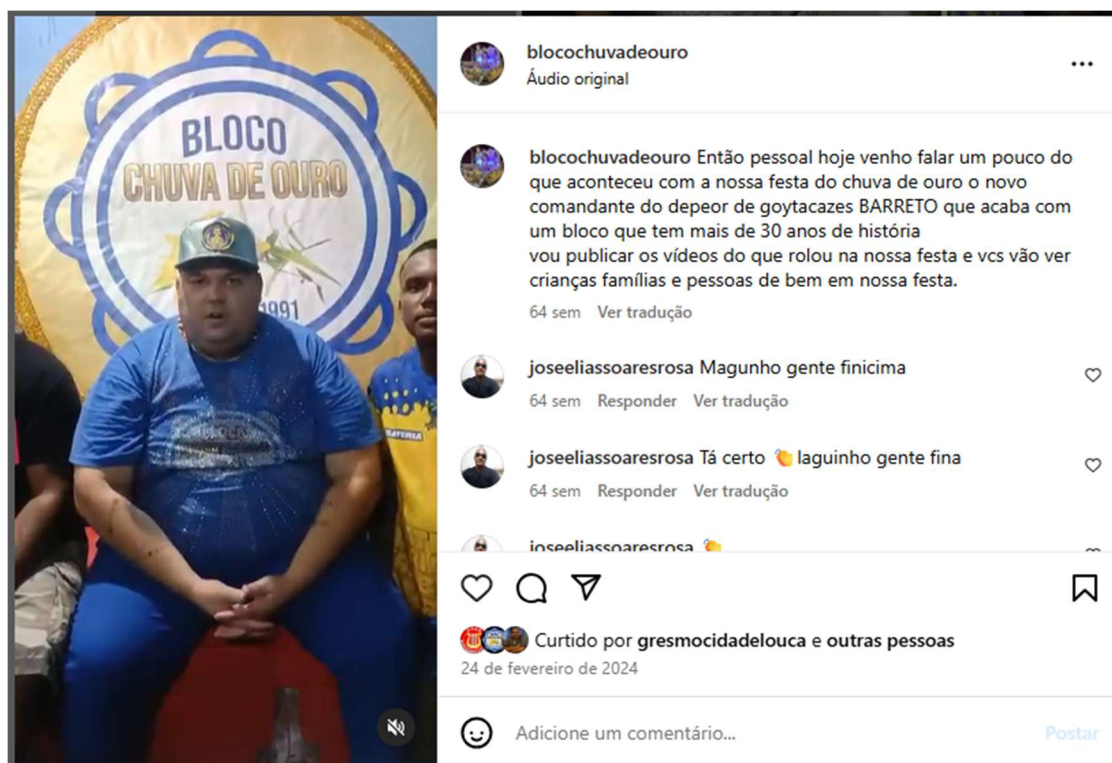 BLOCO
CHUVA DE OURO
1991
BATERIA
blocochuvadeouro
Áudio original
blocochuvadeouro Então pessoal hoje venho falar um pouco do
que aconteceu com a nossa festa do chuva de ouro o novo
comandante do depeor de goytacazes BARRETO que acaba com
um bloco que tem mais de 30 anos de história
vou publicar os vídeos do que rolou na nossa festa e vcs vão ver
crianças famílias e pessoas de bem em nossa festa.
64 sem Ver tradução
joseeliassoaresrosa Magunho gente finicima
64 sem Responder Ver tradução
joseeliassoaresrosa Tá certo 👏 laguinho gente fina
64 sem Responder Ver tradução
joseeliassoaresrosa 👏
Curtido por gresmocidadelouca e outras pessoas
24 de fevereiro de 2024
Adicione um comentário...
Postar